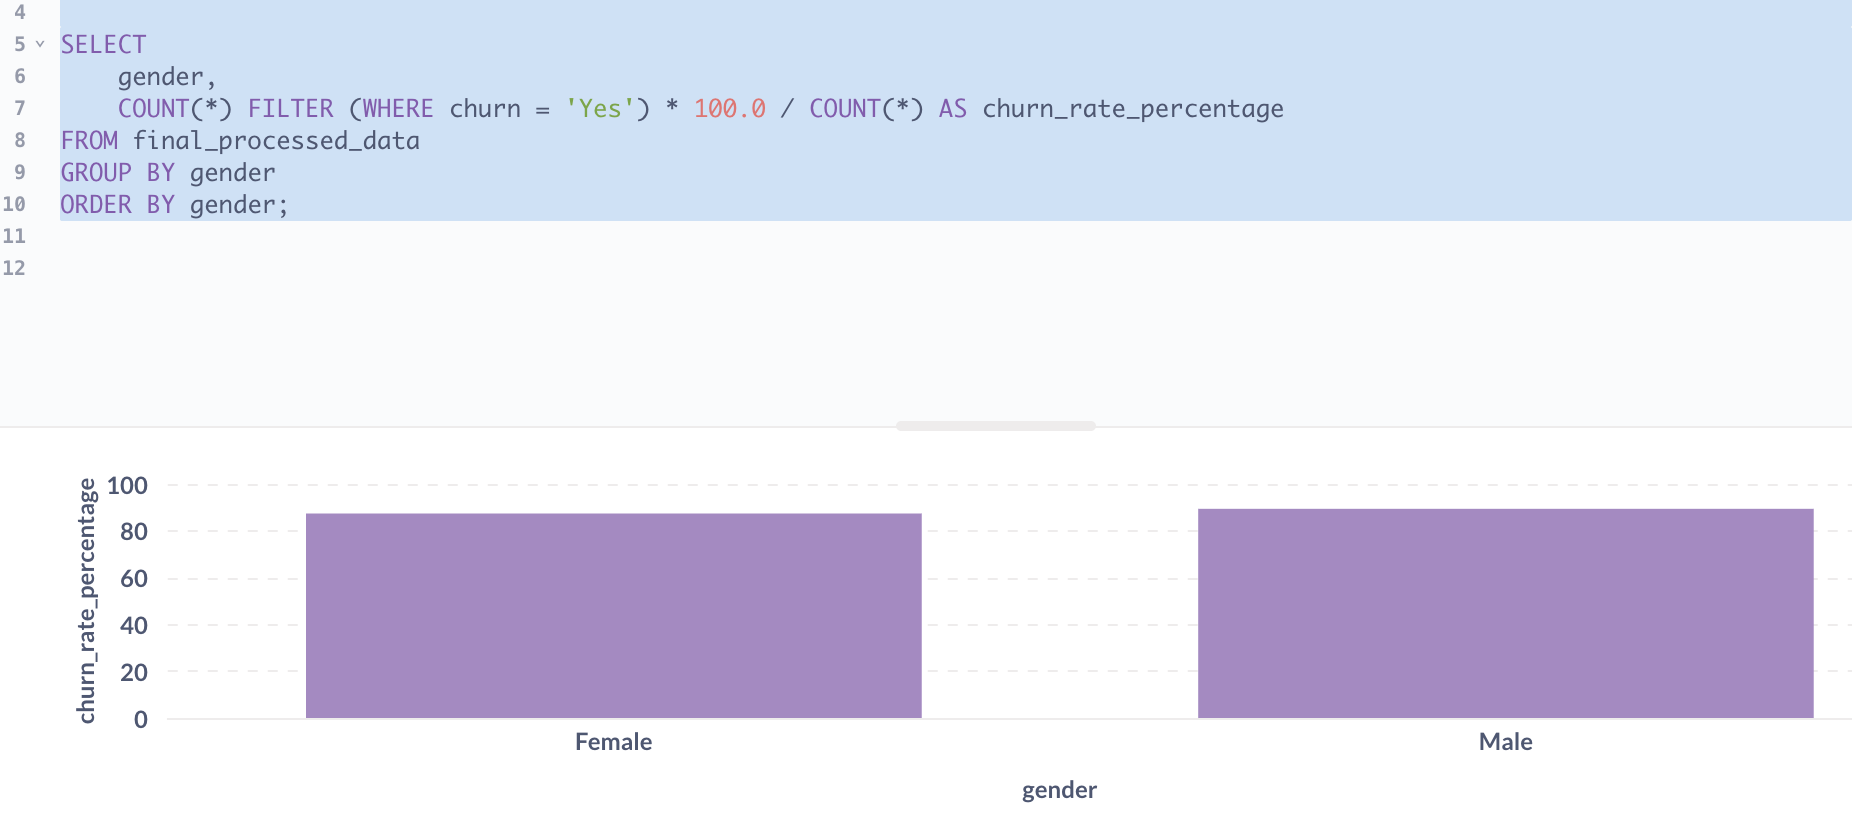 4
5 SELECT
6 gender,
7 COUNT(*) FILTER (WHERE churn = 'Yes') * 100.0 / COUNT(*) AS churn_rate_percentage
8 FROM final_processed_data
9 GROUP BY gender
10 ORDER BY gender;
11
12
churn_rate_percentage
100
80
60
40
20
0
Female Male
gender